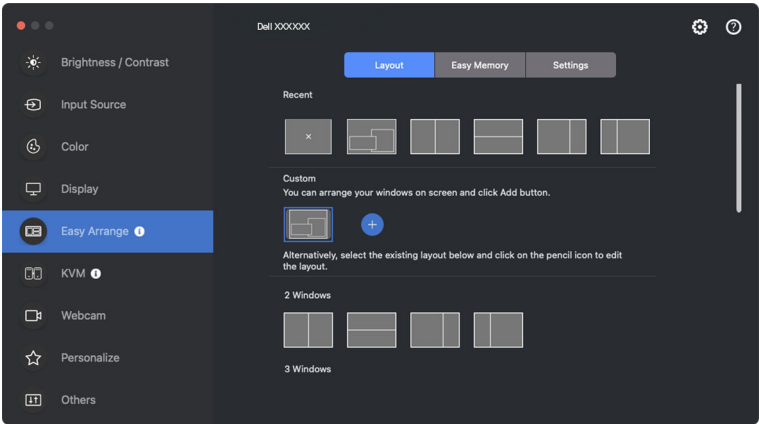 Dell XXXXXX
Brightness / Contrast
Input Source
Color
Display
Easy Arrange
KVM
Webcam
Personalize
Others
Layout
Easy Memory
Settings
Recent
Custom
You can arrange your windows on screen and click Add button.
Alternatively, select the existing layout below and click on the pencil icon to edit
the layout.
2 Windows
3 Windows